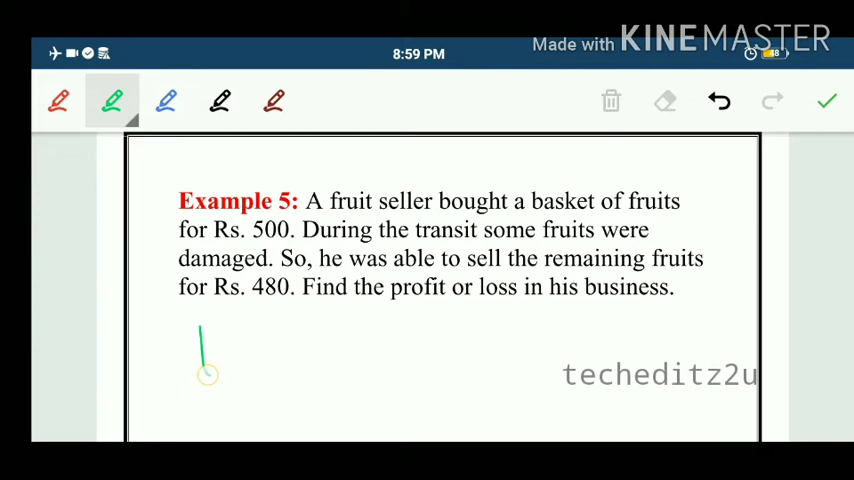 Made with KINEMASTER
8:59 PM
48
Example 5: A fruit seller bought a basket of fruits
for Rs. 500. During the transit some fruits were
damaged. So, he was able to sell the remaining fruits
for Rs. 480. Find the profit or loss in his business.
techeditz2u